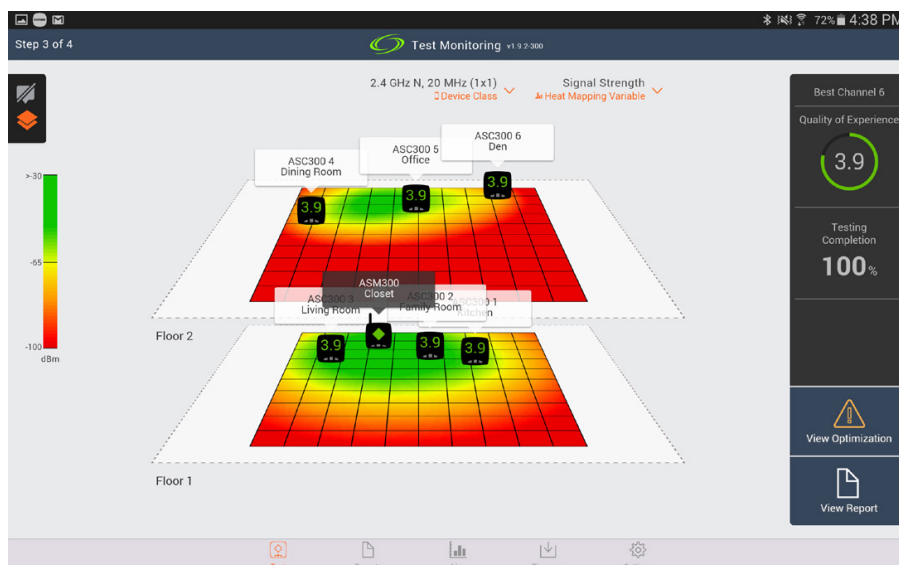 72% 4:38 PM
Step 3 of 4
Test Monitoring v1.9.2-300
2.4 GHz N, 20 MHz (1x1)
Device Class
Signal Strength
Heat Mapping Variable
>-30
-65
-100
dBm
ASC300 4
Dining Room
3.9
ASC300 5
Office
3.9
ASC300 6
Den
3.9
Floor 2
ASC300 3
Living Room
3.9
ASM300
Closet
ASC300 2
Family Room
3.9
ASC300 1
Kitchen
3.9
Floor 1
Best Channel 6
Quality of Experience
3.9
Testing
Completion
100%
View Optimization
View Report